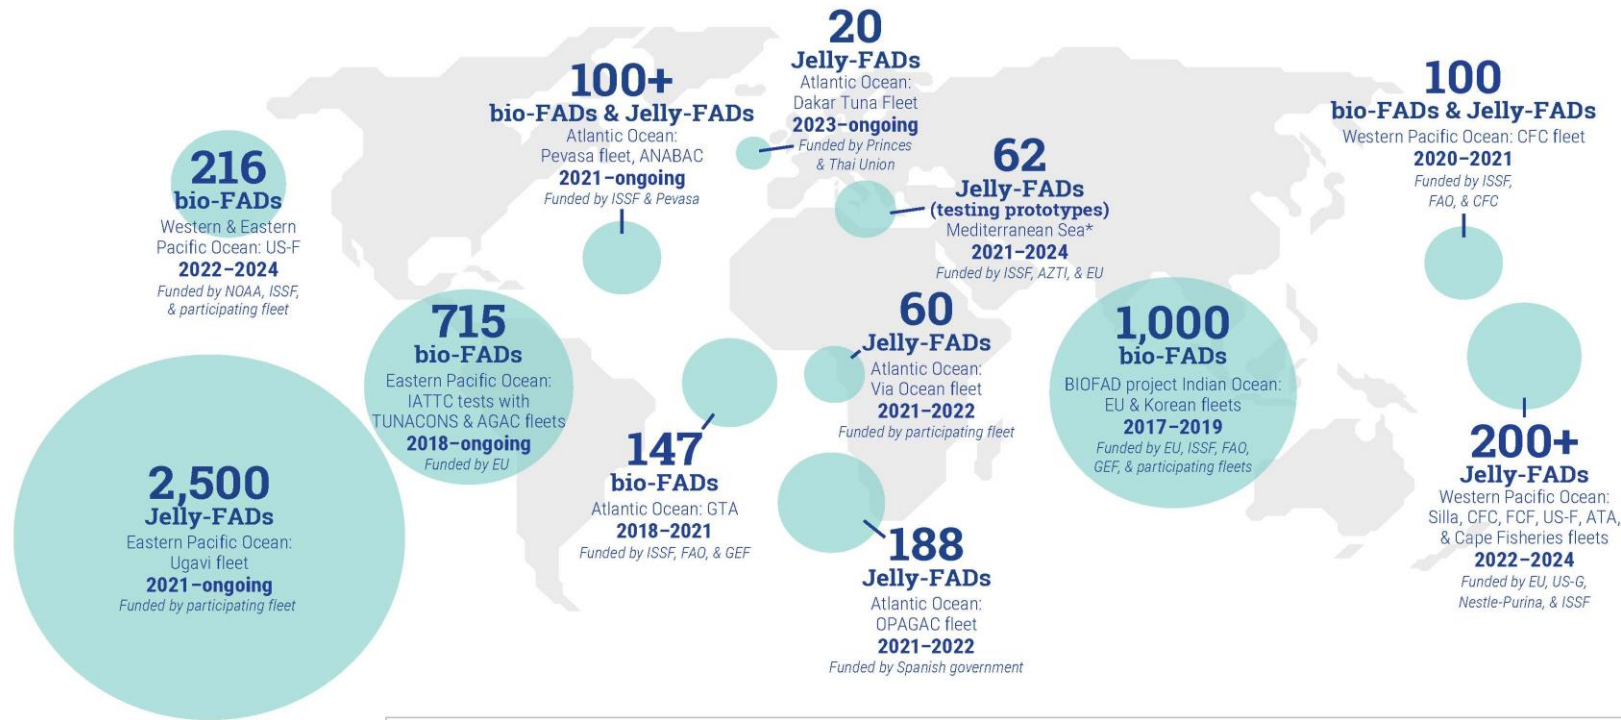 20
Jelly-FADs
Atlantic Ocean:
Dakar Tuna Fleet
2023–ongoing
Funded by Princes
& Thai Union
100+
bio-FADs & Jelly-FADs
Atlantic Ocean:
Pevasa fleet, ANABAC
2021–ongoing
Funded by ISSF & Pevasa
100
bio-FADs & Jelly-FADs
Western Pacific Ocean: CFC fleet
2020–2021
Funded by ISSF,
FAO, & CFC
216
bio-FADs
Western & Eastern
Pacific Ocean: US-F
2022–2024
Funded by NOAA, ISSF,
& participating fleet
62
Jelly-FADs
(testing prototypes)
Mediterranean Sea*
2021–2024
Funded by ISSF, AZTI, & EU
715
bio-FADs
Eastern Pacific Ocean:
IATTC tests with
TUNACONS & AGAC fleets
2018–ongoing
Funded by EU
60
Jelly-FADs
Atlantic Ocean:
Via Ocean fleet
2021–2022
Funded by participating fleet
1,000
bio-FADs
BIOFAD project Indian Ocean:
EU & Korean fleets
2017–2019
Funded by EU, ISSF, FAO,
GEF, & participating fleets
2,500
Jelly-FADs
Eastern Pacific Ocean:
Ugavi fleet
2021–ongoing
Funded by participating fleet
147
bio-FADs
Atlantic Ocean: GTA
2018–2021
Funded by ISSF, FAO, & GEF
188
Jelly-FADs
Atlantic Ocean:
OPAGAC fleet
2021–2022
Funded by Spanish government
200+
Jelly-FADs
Western Pacific Ocean:
Silla, CFC, FCF, US-F, ATA,
& Cape Fisheries fleets
2022–2024
Funded by EU, US-G,
Nestle-Purina, & ISSF